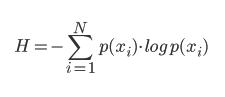 H = -∑_{i=1}^{N} p(x_i)·log p(x_i)